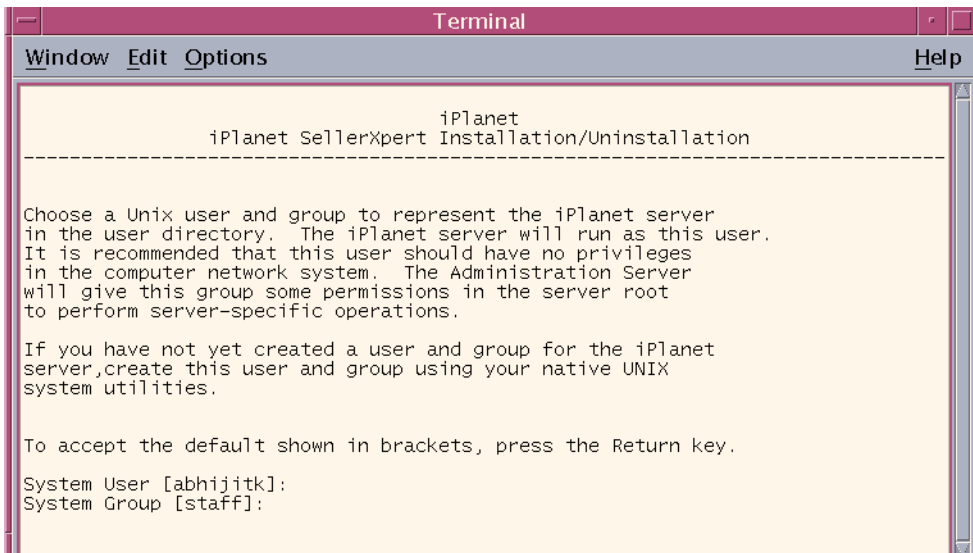 Terminal
Window Edit Options Help
iPlanet
iPlanet SellerXpert Installation/Uninstallation
--------------------------------------------------------------------------------
Choose a Unix user and group to represent the iPlanet server
in the user directory.  The iPlanet server will run as this user.
It is recommended that this user should have no privileges
in the computer network system.  The Administration Server
will give this group some permissions in the server root
to perform server-specific operations.
If you have not yet created a user and group for the iPlanet
server,create this user and group using your native UNIX
system utilities.
To accept the default shown in brackets, press the Return key.
System User [abhijitk]:
System Group [staff]: